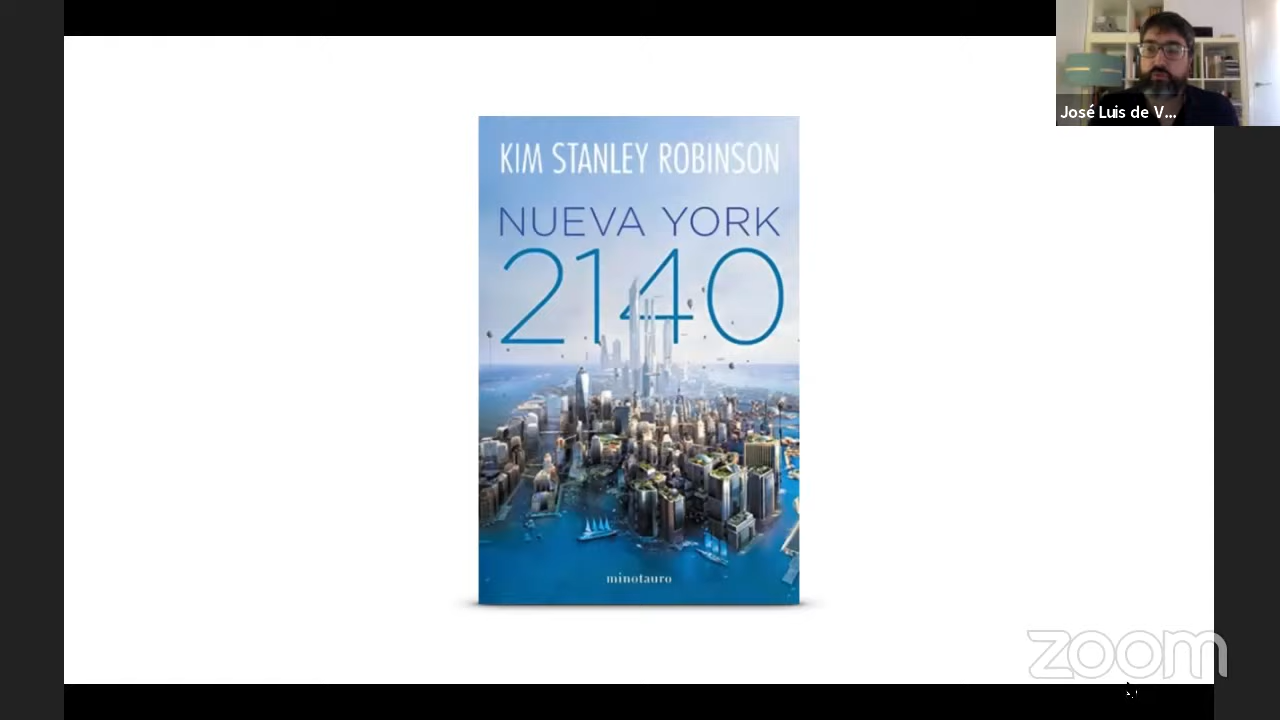 José Luis de V...
KIM STANLEY ROBINSON
NUEVA YORK
2140
minotauro
zoom